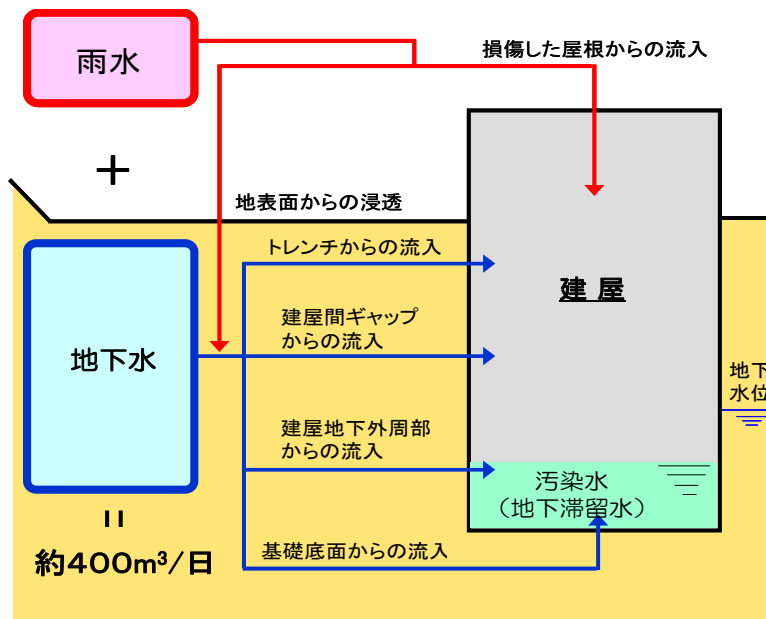 雨水
損傷した屋根からの流入
+
地表面からの浸透
トレンチからの流入
建屋
建屋間ギャップ
からの流入
地下水
地下
水位
建屋地下外周部
からの流入
汚染水
(地下滞留水)
=
約400m³/日
基礎底面からの流入